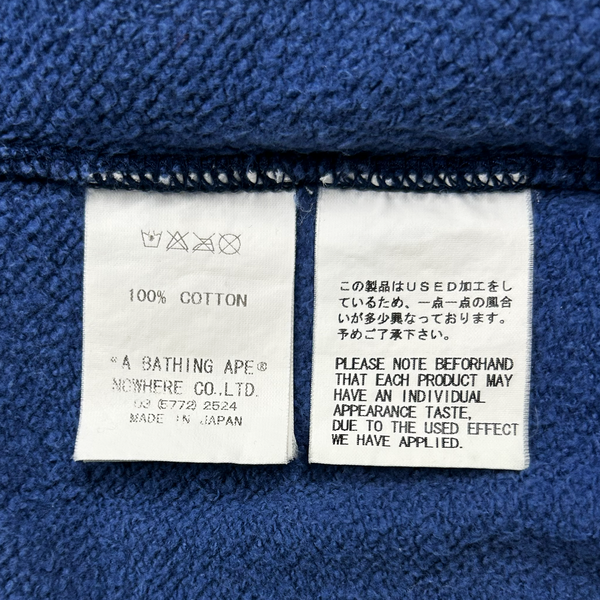 100% COTTON
"A BATHING APE®
NOWHERE CO.,LTD.
03 (5772) 2524
MADE IN JAPAN
この製品はUSED加工をし
ているため、一点一点の風合
いが多少異なっております。
予めご了承下さい。
PLEASE NOTE BEFORHAND
THAT EACH PRODUCT MAY
HAVE AN INDIVIDUAL
APPEARANCE TASTE,
DUE TO THE USED EFFECT
WE HAVE APPLIED.